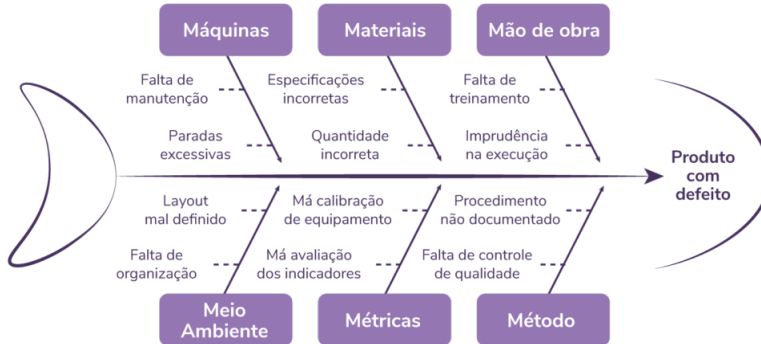 Máquinas
Materiais
Mão de obra
Falta de
manutenção
Especificações
incorretas
Falta de
treinamento
Paradas
excessivas
Quantidade
incorreta
Imprudência
na execução
Produto
com
defeito
Layout
mal definido
Má calibração
de equipamento
Procedimento
não documentado
Falta de
organização
Má avaliação
dos indicadores
Falta de controle
de qualidade
Meio
Ambiente
Métricas
Método